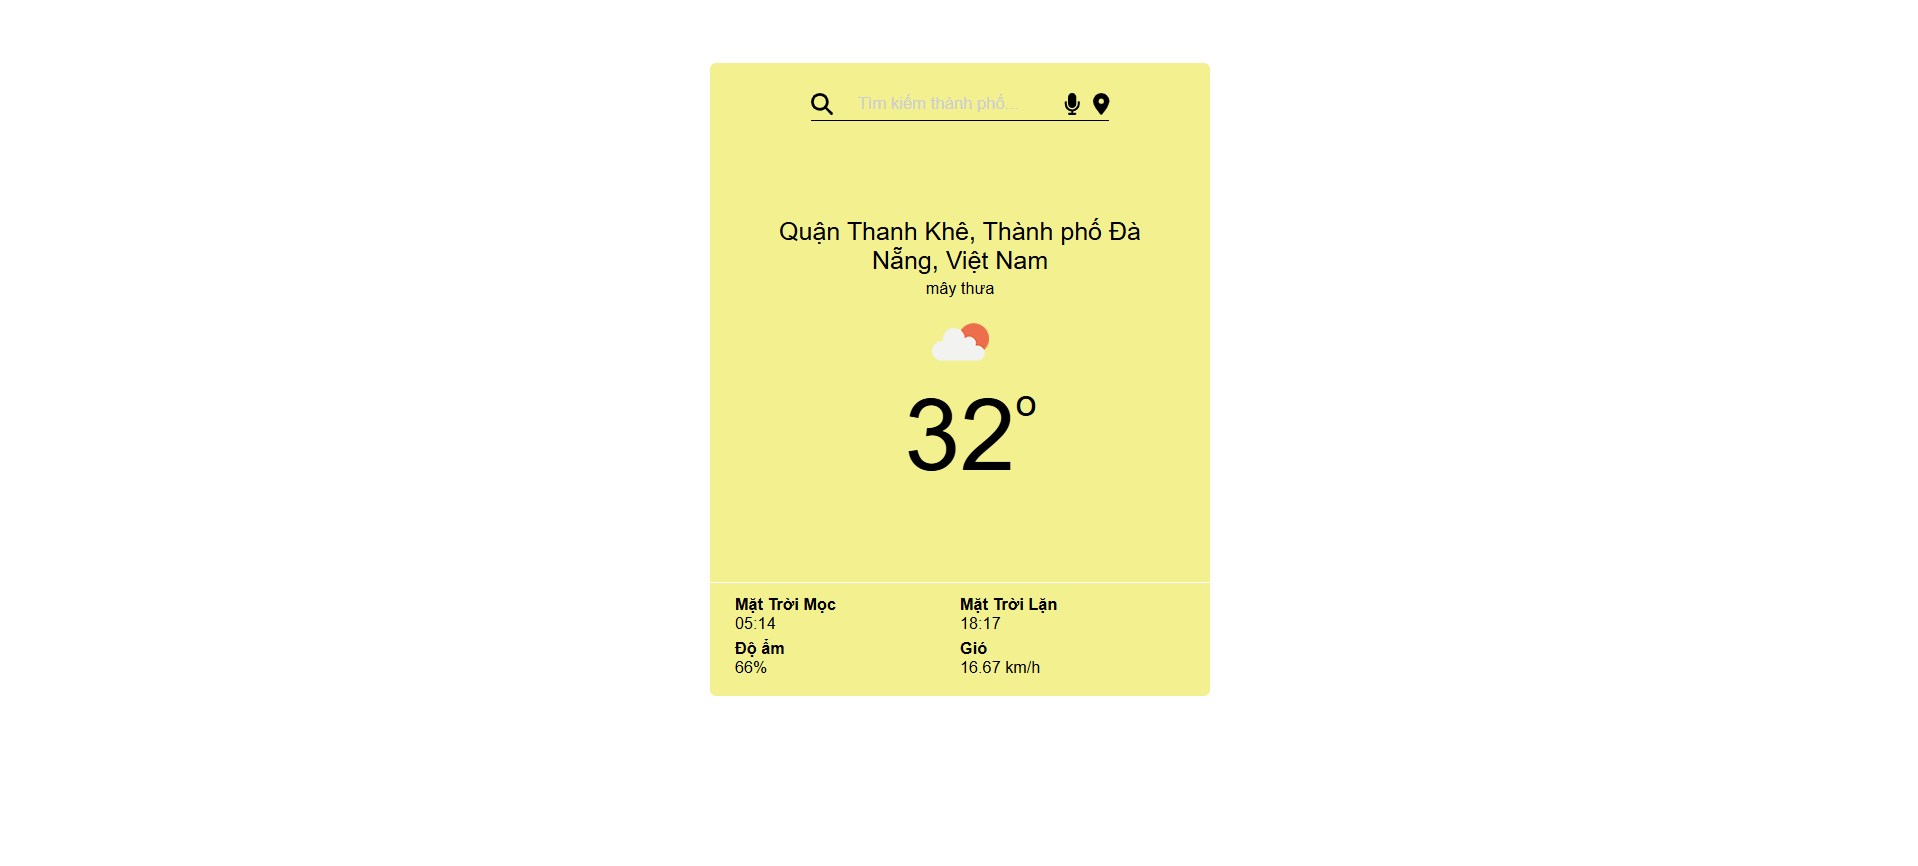 Tìm kiếm thành phố...
Quận Thanh Khê, Thành phố Đà
Nẵng, Việt Nam
mây thưa
32°
Mặt Trời Mọc
05:14
Mặt Trời Lặn
18:17
Độ ẩm
66%
Gió
16.67 km/h